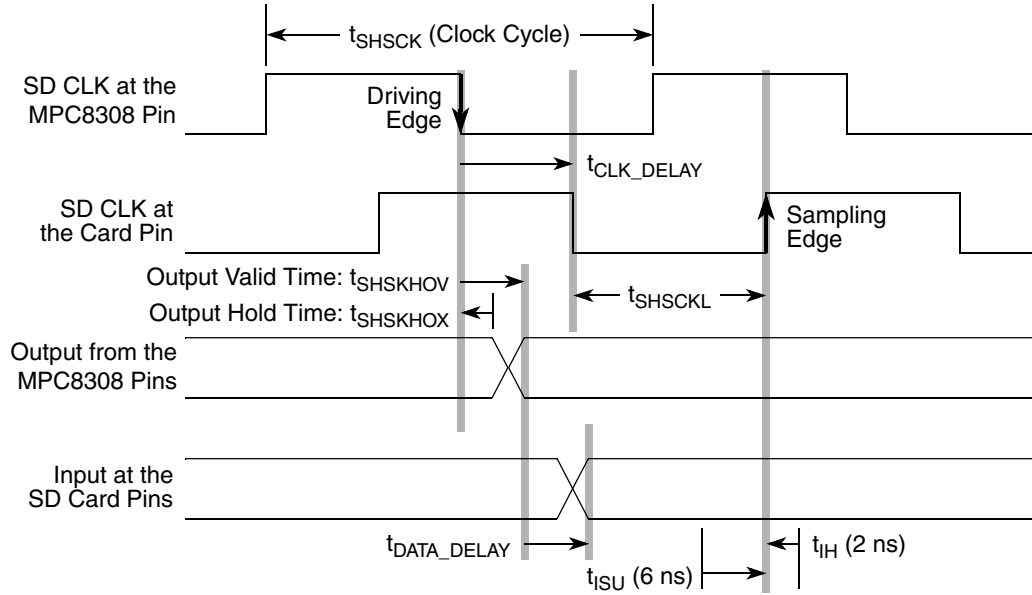 tSHSCK (Clock Cycle)
SD CLK at the
MPC8308 Pin
Driving
Edge
tCLK_DELAY
SD CLK at
the Card Pin
Sampling
Edge
Output Valid Time: tSHSKHOV
tSHSCKL
Output Hold Time: tSHSKHOX
Output from the
MPC8308 Pins
Input at the
SD Card Pins
tDATA_DELAY
tIH (2 ns)
tISU (6 ns)